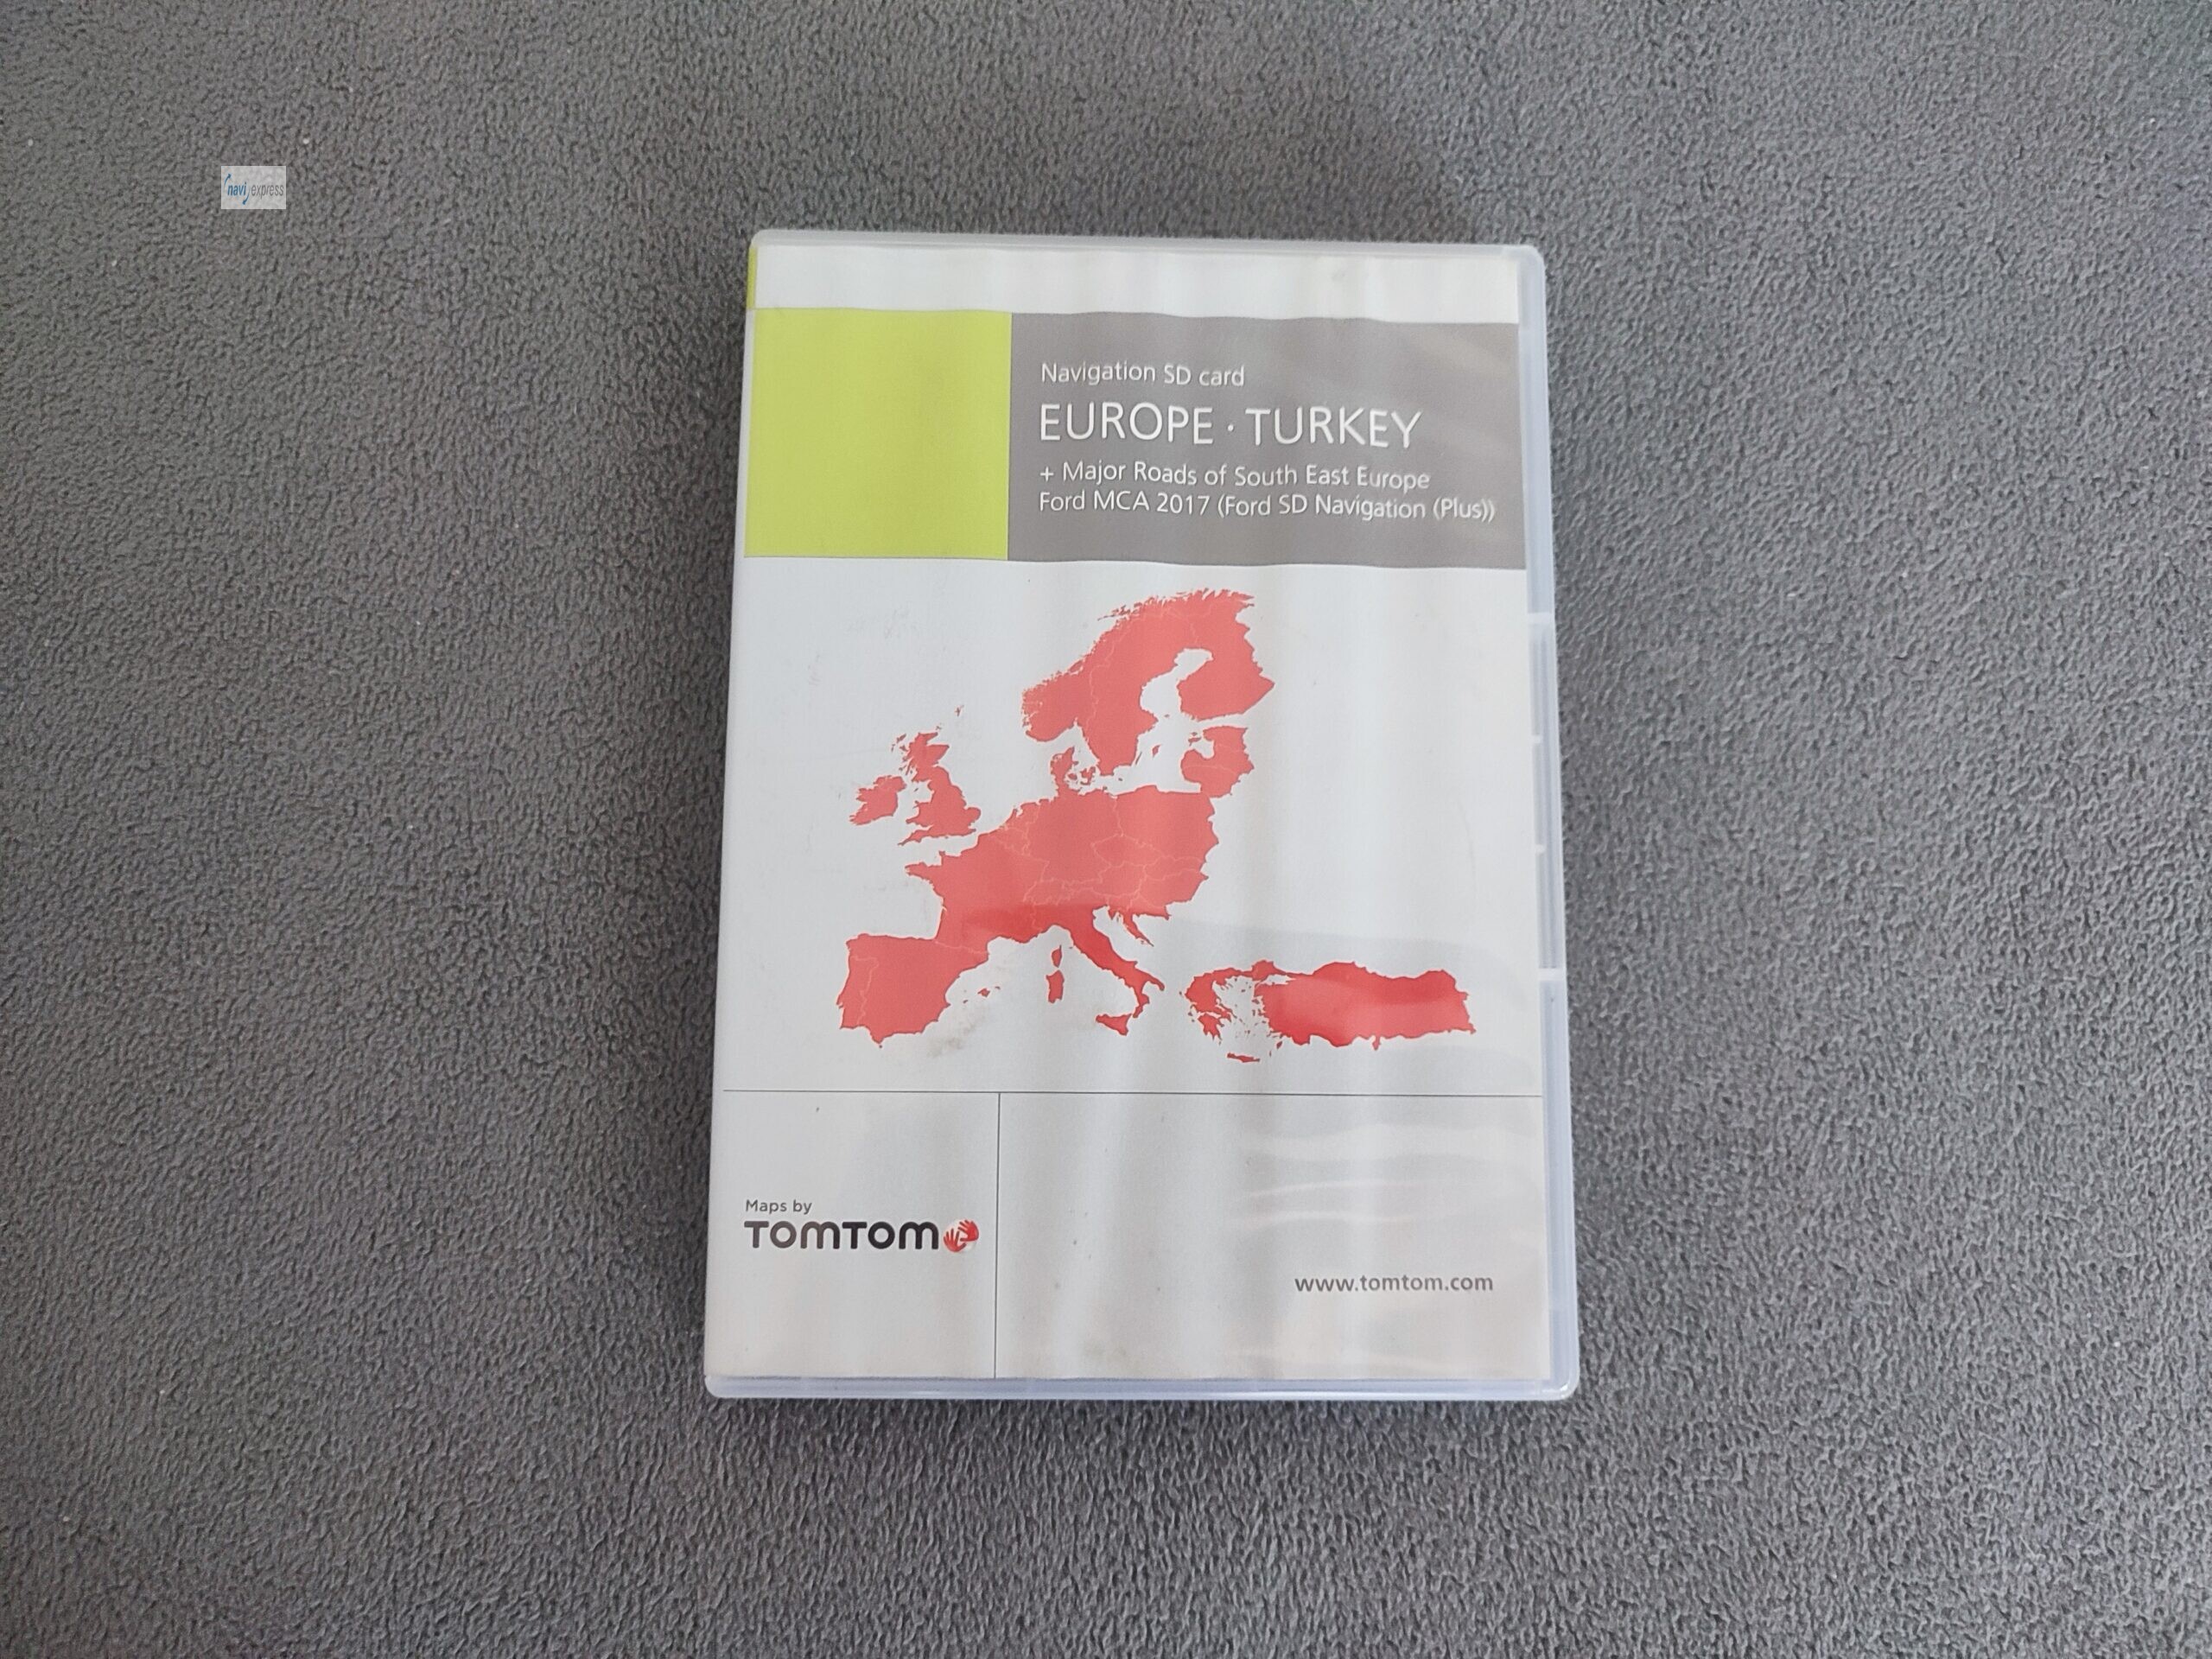 navi express
Navigation SD card
EUROPE · TURKEY
+ Major Roads of South East Europe
Ford MCA 2017 (Ford SD Navigation (Plus))
Maps by
TOMTOM
www.tomtom.com